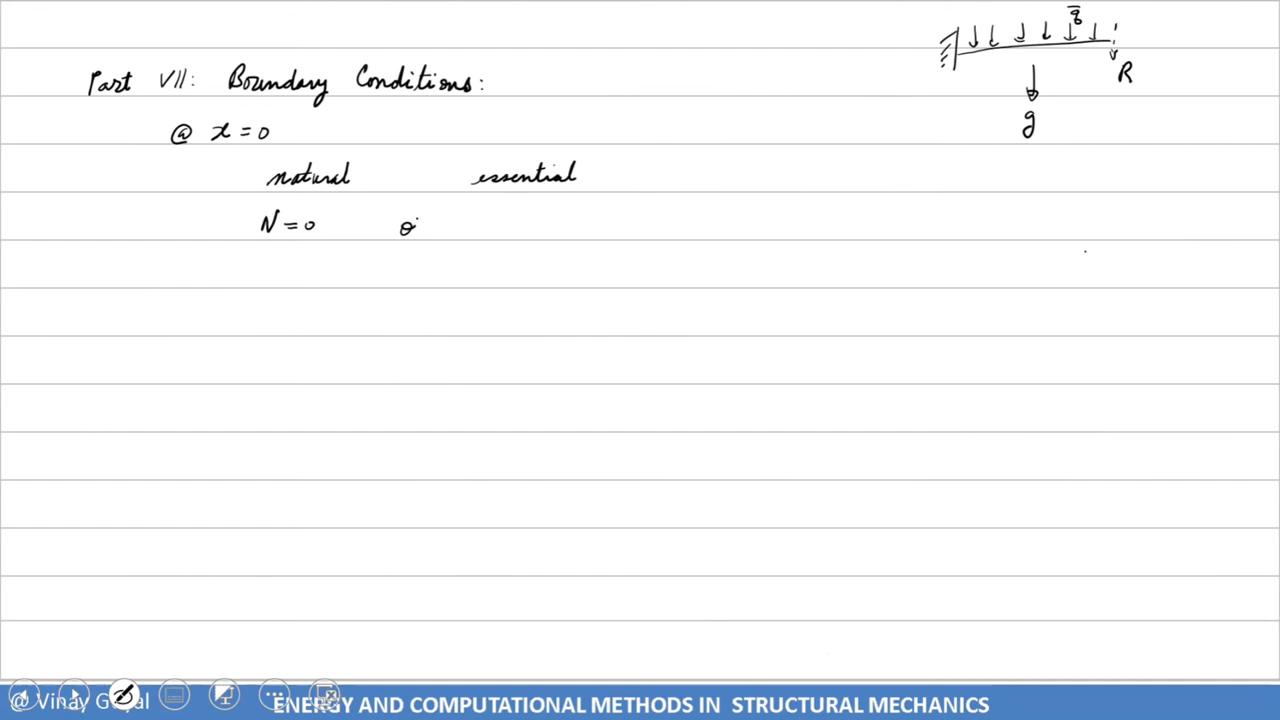 q̄
R
g
Part VII: Boundary Conditions:
@ x = 0
natural essential
N = 0
@ Vinay Goyal
ENERGY AND COMPUTATIONAL METHODS IN STRUCTURAL MECHANICS